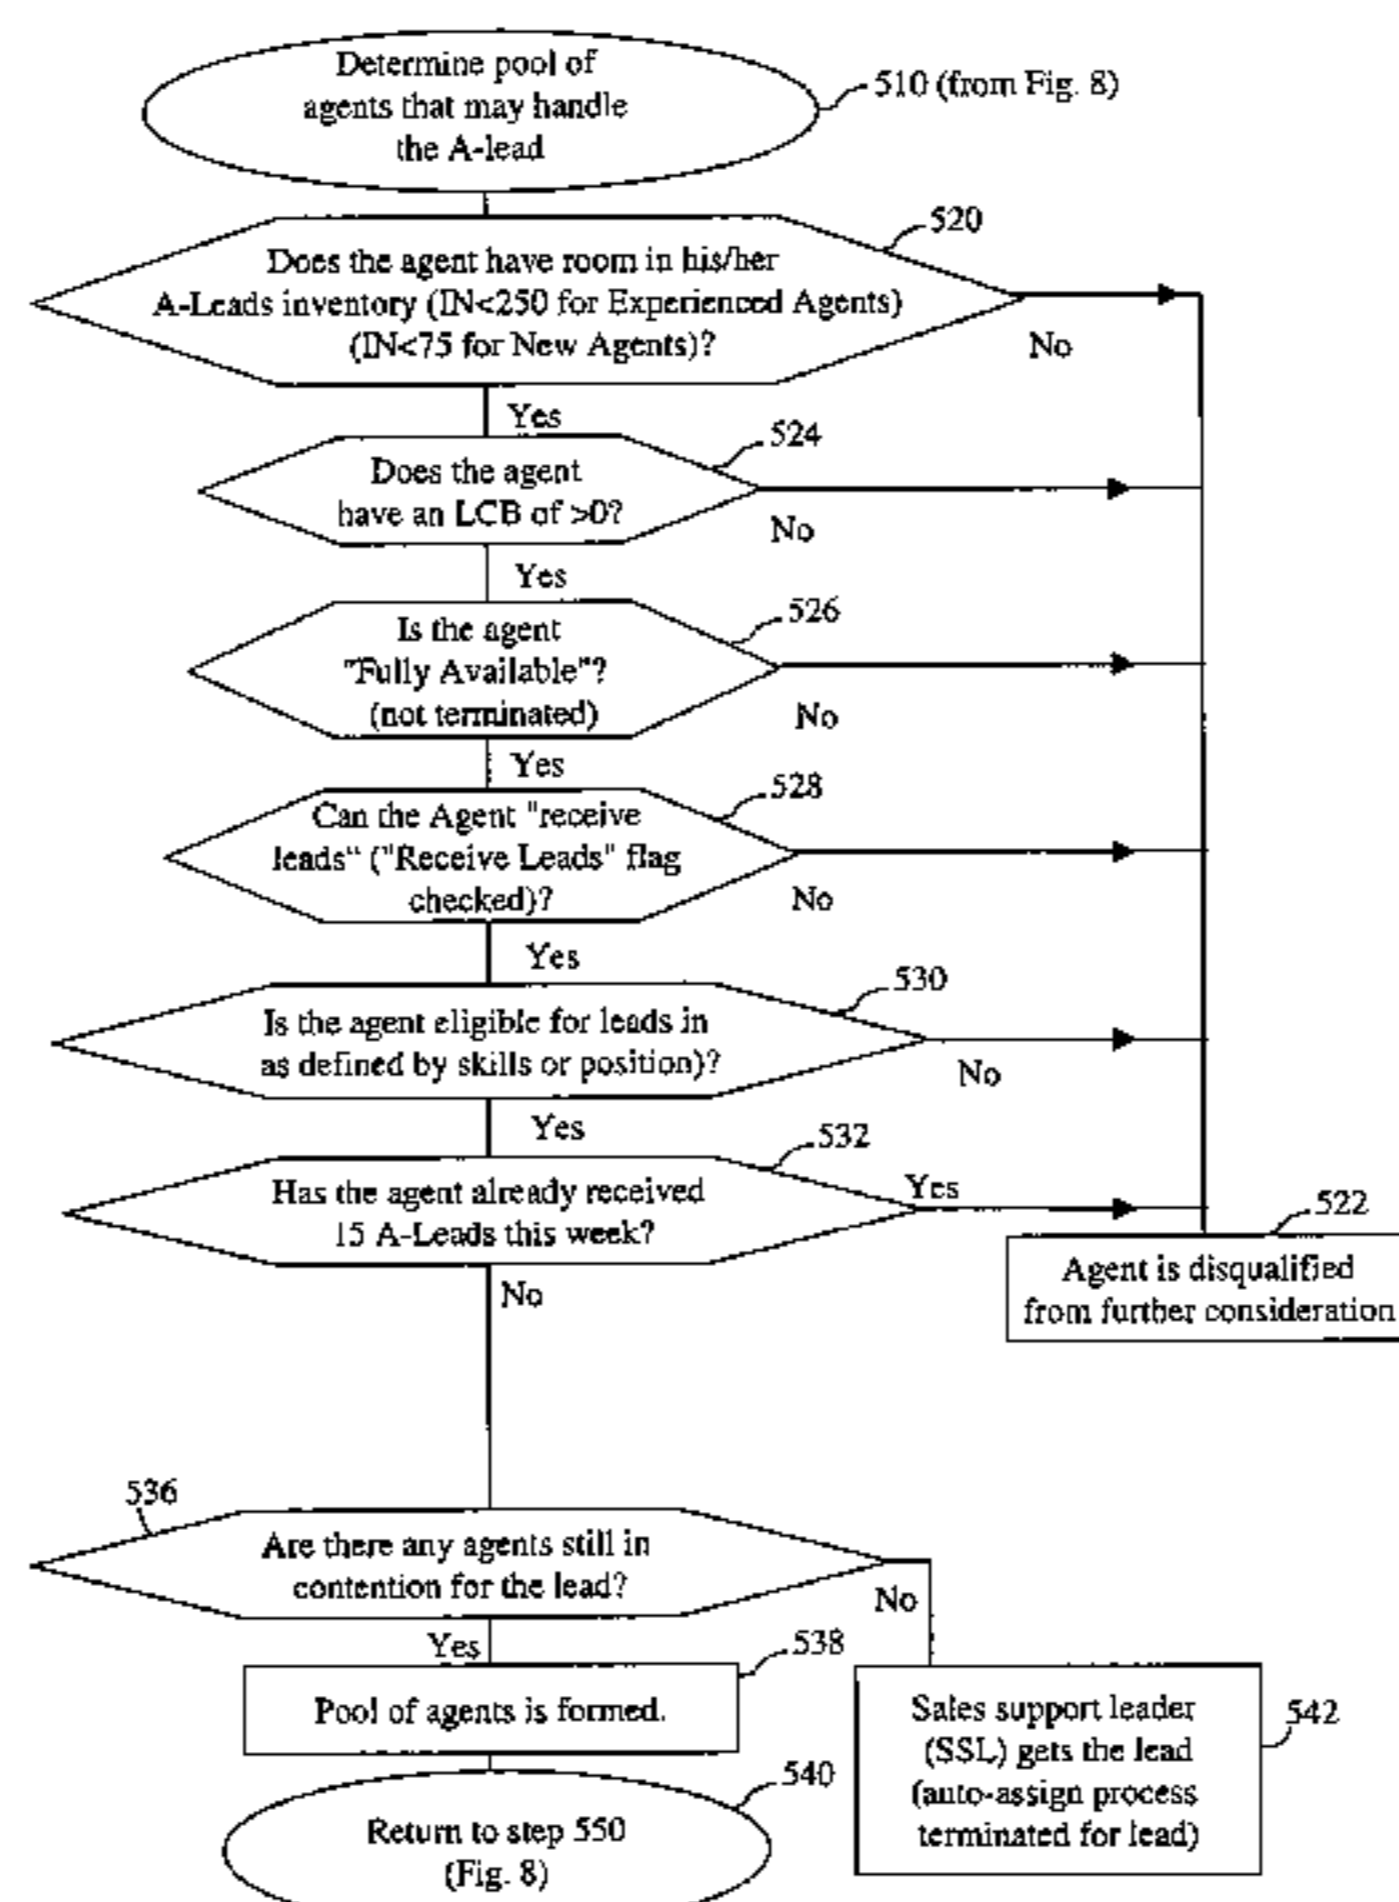 Determine pool of
agents that may handle
the A-lead
510 (from Fig. 8)
520
Does the agent have room in his/her
A-Leads inventory (IN<250 for Experienced Agents)
(IN<75 for New Agents)?
No
Yes
524
Does the agent
have an LCB of >0?
No
Yes
526
Is the agent
"Fully Available"?
(not terminated)
No
Yes
528
Can the Agent "receive
leads" ("Receive Leads" flag
checked)?
No
Yes
530
Is the agent eligible for leads in
as defined by skills or position)?
No
Yes
532
Has the agent already received
15 A-Leads this week?
Yes
No
522
Agent is disqualified
from further consideration
536
Are there any agents still in
contention for the lead?
No
Yes
538
Pool of agents is formed.
540
Return to step 550
(Fig. 8)
Sales support leader
(SSL) gets the lead
(auto-assign process
terminated for lead)
542